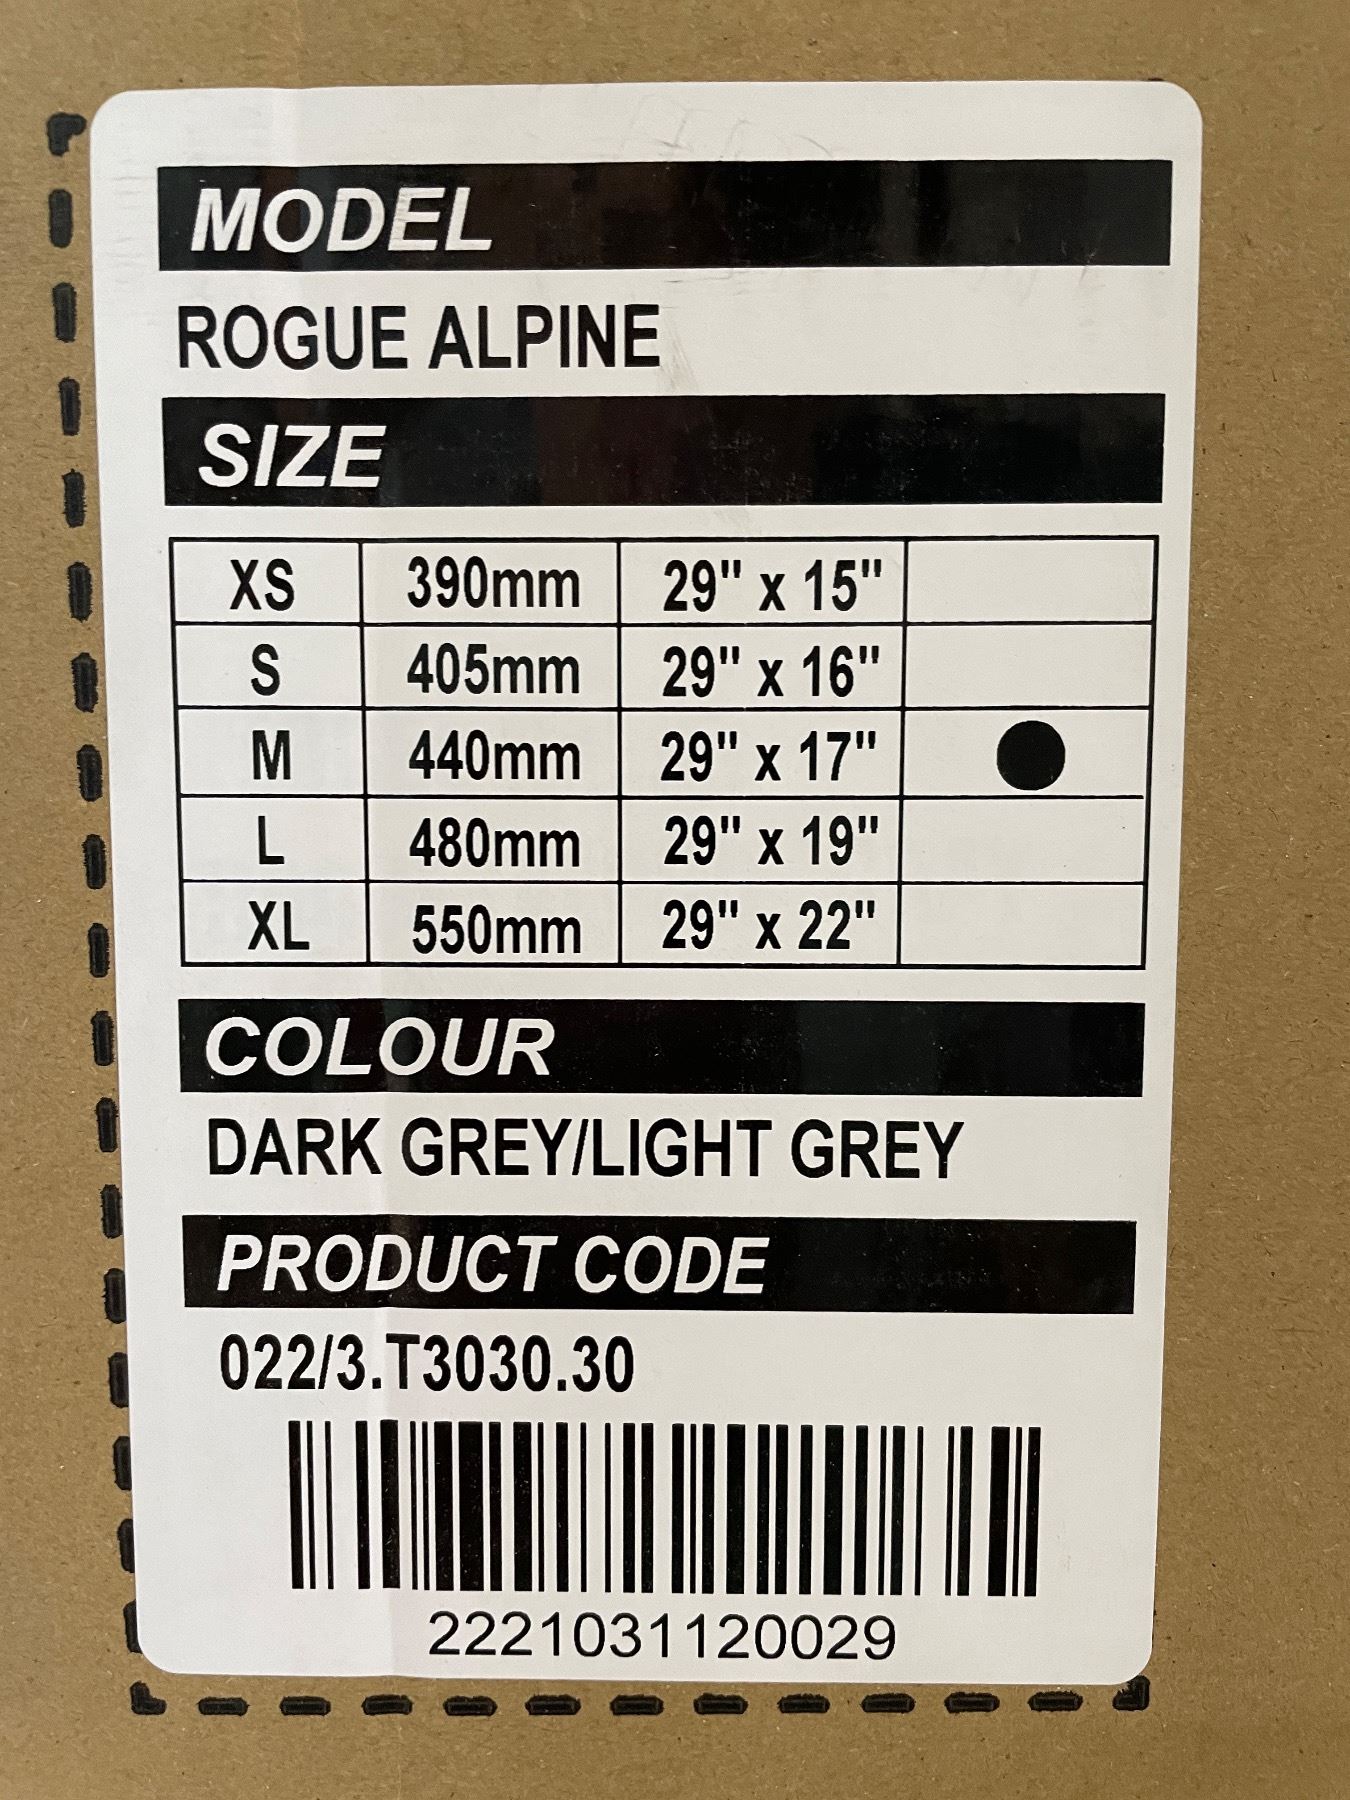 MODEL
ROGUE ALPINE
SIZE
XS 390mm 29" x 15"
S 405mm 29" x 16"
M 440mm 29" x 17" ●
L 480mm 29" x 19"
XL 550mm 29" x 22"
COLOUR
DARK GREY/LIGHT GREY
PRODUCT CODE
022/3.T3030.30
2221031120029